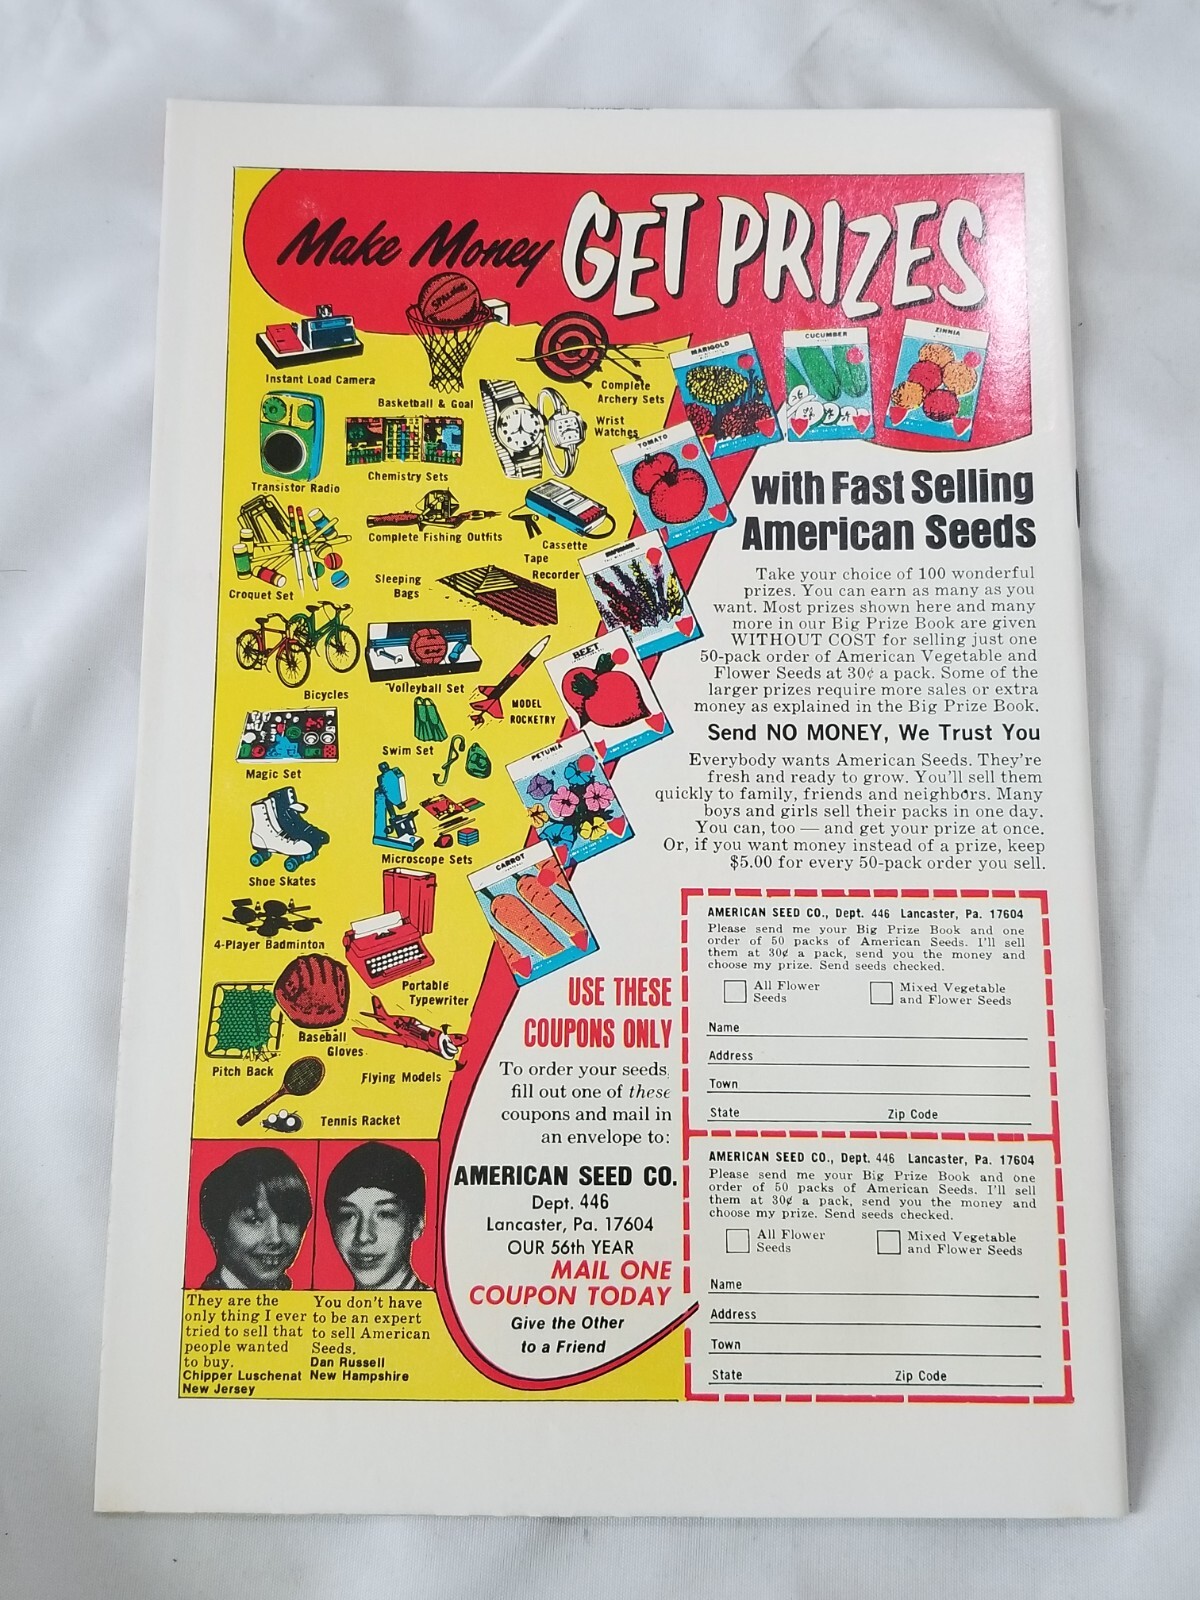 Make Money GET PRIZES
SPALDING
Instant Load Camera
Basketball & Goal
Complete
Archery Sets
Wrist
Watches
Transistor Radio
Chemistry Sets
Complete Fishing Outfits
Cassette
Tape
Recorder
Croquet Set
Sleeping
Bags
Bicycles
Volleyball Set
MODEL
ROCKETRY
Magic Set
Swim Set
Shoe Skates
Microscope Sets
4-Player Badminton
Portable
Typewriter
Pitch Back
Baseball
Gloves
Flying Models
Tennis Racket
MARIGOLD
CUCUMBER
ZINNIA
TOMATO
BEET
PETUNIA
CARROT
with Fast Selling
American Seeds
Take your choice of 100 wonderful
prizes. You can earn as many as you
want. Most prizes shown here and many
more in our Big Prize Book are given
WITHOUT COST for selling just one
50-pack order of American Vegetable and
Flower Seeds at 30¢ a pack. Some of the
larger prizes require more sales or extra
money as explained in the Big Prize Book.
Send NO MONEY, We Trust You
Everybody wants American Seeds. They're
fresh and ready to grow. You'll sell them
quickly to family, friends and neighbors. Many
boys and girls sell their packs in one day.
You can, too — and get your prize at once.
Or, if you want money instead of a prize, keep
$5.00 for every 50-pack order you sell.
USE THESE
COUPONS ONLY
To order your seeds,
fill out one of these
coupons and mail in
an envelope to:
AMERICAN SEED CO.
Dept. 446
Lancaster, Pa. 17604
OUR 56th YEAR
MAIL ONE
COUPON TODAY
Give the Other
to a Friend
They are the
only thing I ever
tried to sell that
people wanted
to buy.
Chipper Luschenat
New Jersey
You don't have
to be an expert
to sell American
Seeds.
Dan Russell
New Hampshire
AMERICAN SEED CO., Dept. 446 Lancaster, Pa. 17604
Please send me your Big Prize Book and one
order of 50 packs of American Seeds. I'll sell
them at 30¢ a pack, send you the money and
choose my prize. Send seeds checked.
All Flower
Seeds
Mixed Vegetable
and Flower Seeds
Name
Address
Town
State Zip Code
AMERICAN SEED CO., Dept. 446 Lancaster, Pa. 17604
Please send me your Big Prize Book and one
order of 50 packs of American Seeds. I'll sell
them at 30¢ a pack, send you the money and
choose my prize. Send seeds checked.
All Flower
Seeds
Mixed Vegetable
and Flower Seeds
Name
Address
Town
State Zip Code